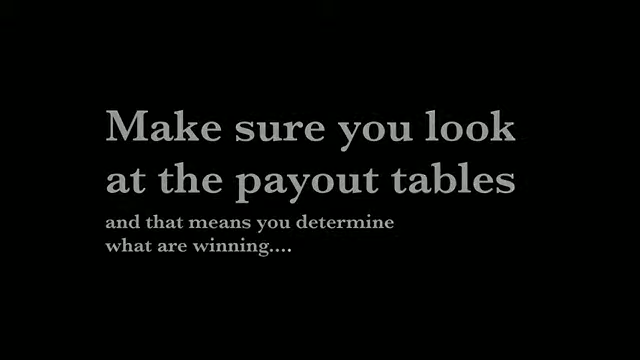 Make sure you look
at the payout tables
and that means you determine
what are winning....